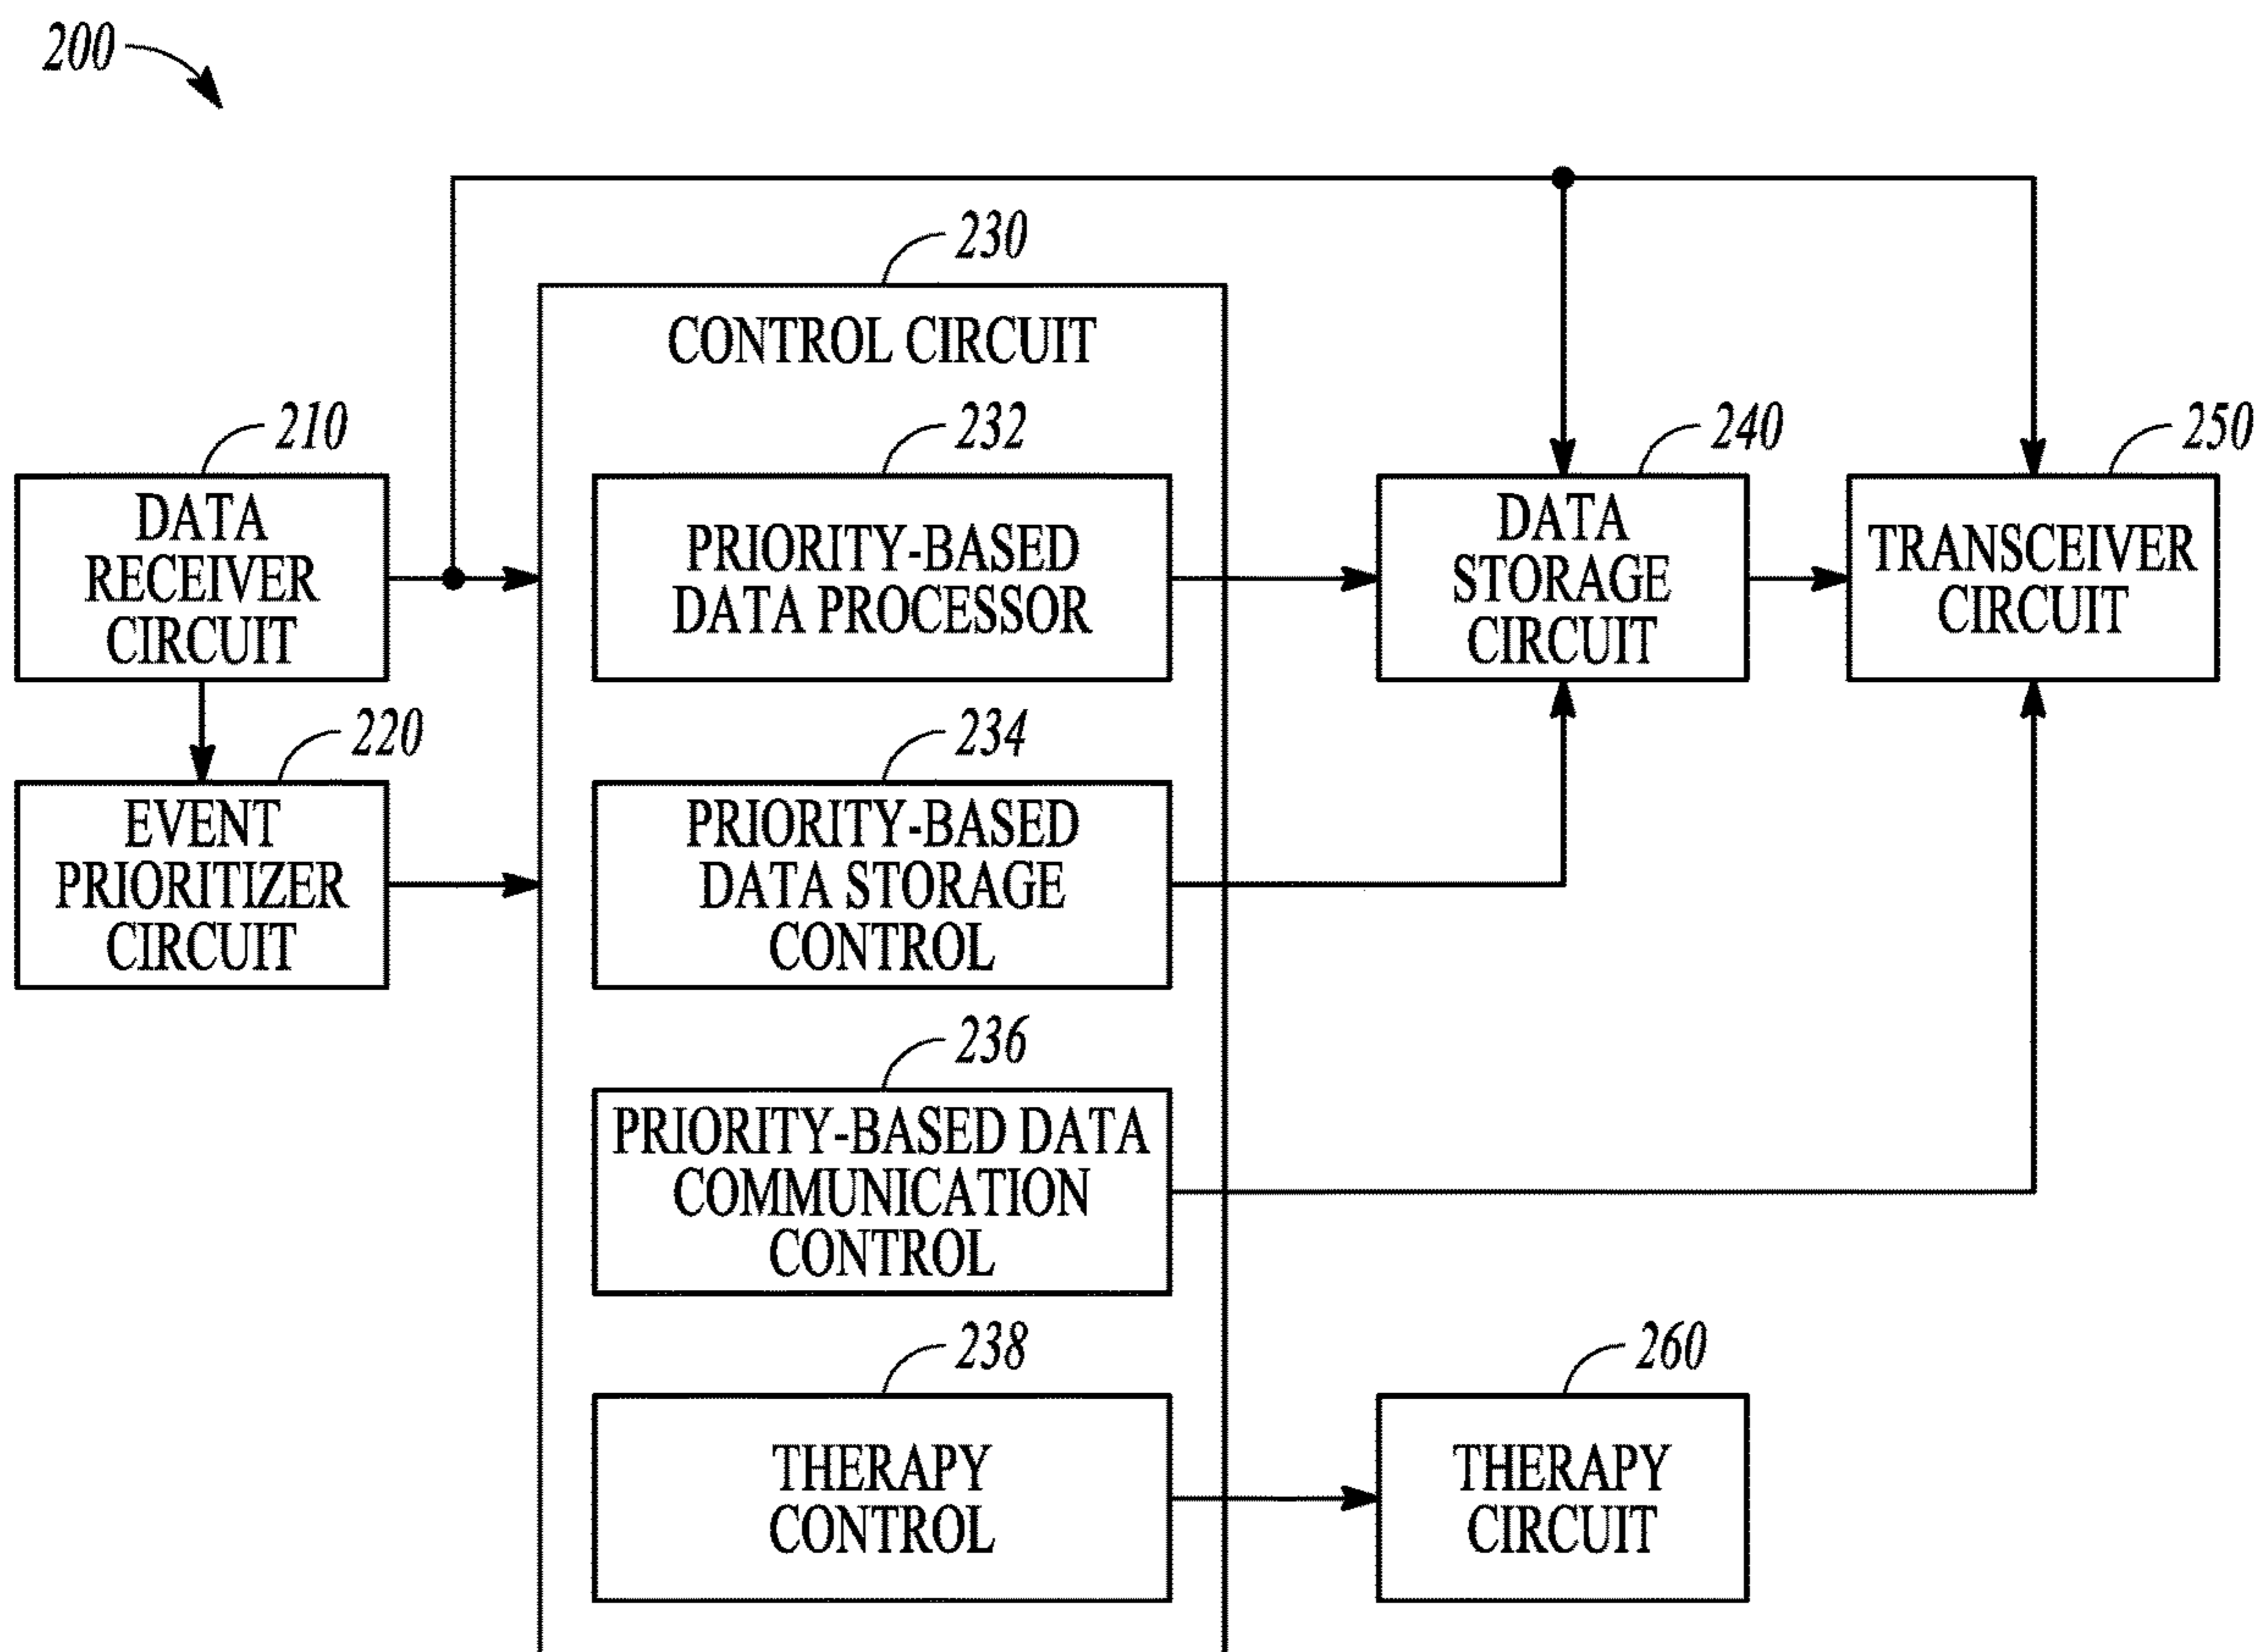 200
230
CONTROL CIRCUIT
210
232
240
250
DATA
RECEIVER
CIRCUIT
PRIORITY-BASED
DATA PROCESSOR
DATA
STORAGE
CIRCUIT
TRANSCEIVER
CIRCUIT
220
234
EVENT
PRIORITIZER
CIRCUIT
PRIORITY-BASED
DATA STORAGE
CONTROL
236
PRIORITY-BASED DATA
COMMUNICATION
CONTROL
238
260
THERAPY
CONTROL
THERAPY
CIRCUIT